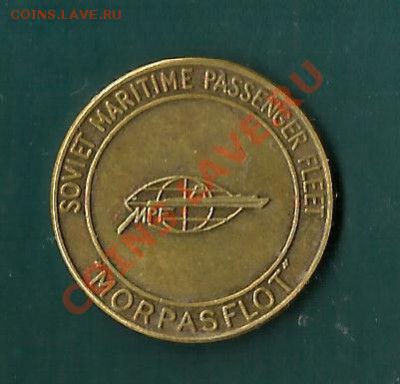 COINS.LAVE.RU
SOVIET MARITIME PASSENGER FLEET
MPF
"MORPASFLOT"
COINS.LAVE.RU